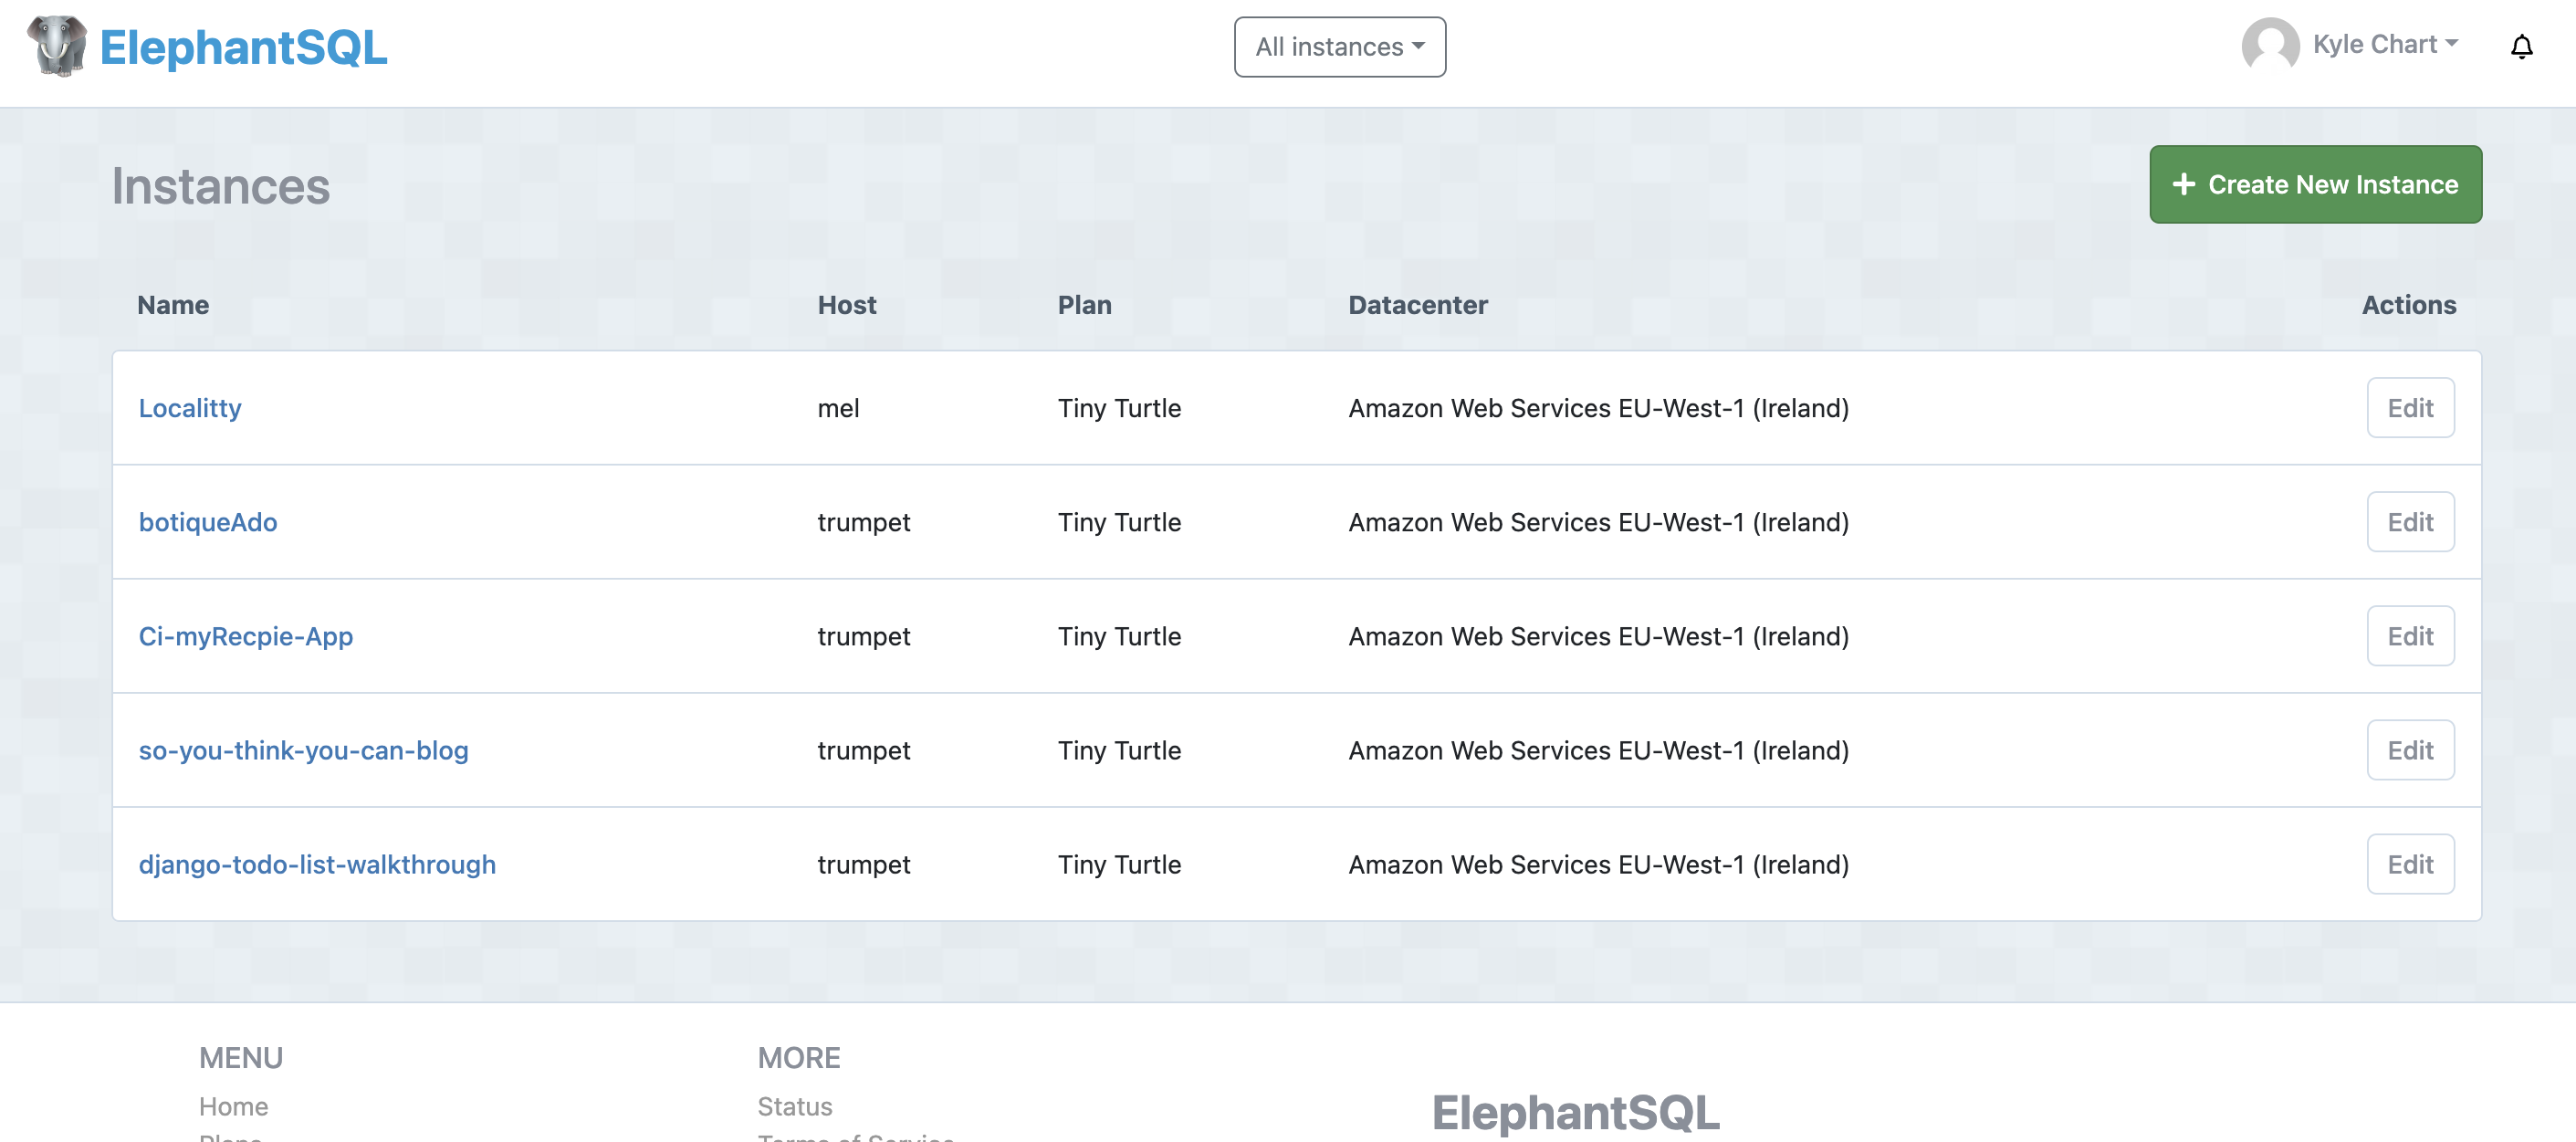 ElephantSQL
All instances
Kyle Chart
Instances
+ Create New Instance
Name Host Plan Datacenter Actions
Localitty mel Tiny Turtle Amazon Web Services EU-West-1 (Ireland) Edit
botiqueAdo trumpet Tiny Turtle Amazon Web Services EU-West-1 (Ireland) Edit
Ci-myRecpie-App trumpet Tiny Turtle Amazon Web Services EU-West-1 (Ireland) Edit
so-you-think-you-can-blog trumpet Tiny Turtle Amazon Web Services EU-West-1 (Ireland) Edit
django-todo-list-walkthrough trumpet Tiny Turtle Amazon Web Services EU-West-1 (Ireland) Edit
MENU
Home
Plans
MORE
Status
Terms of Service
ElephantSQL